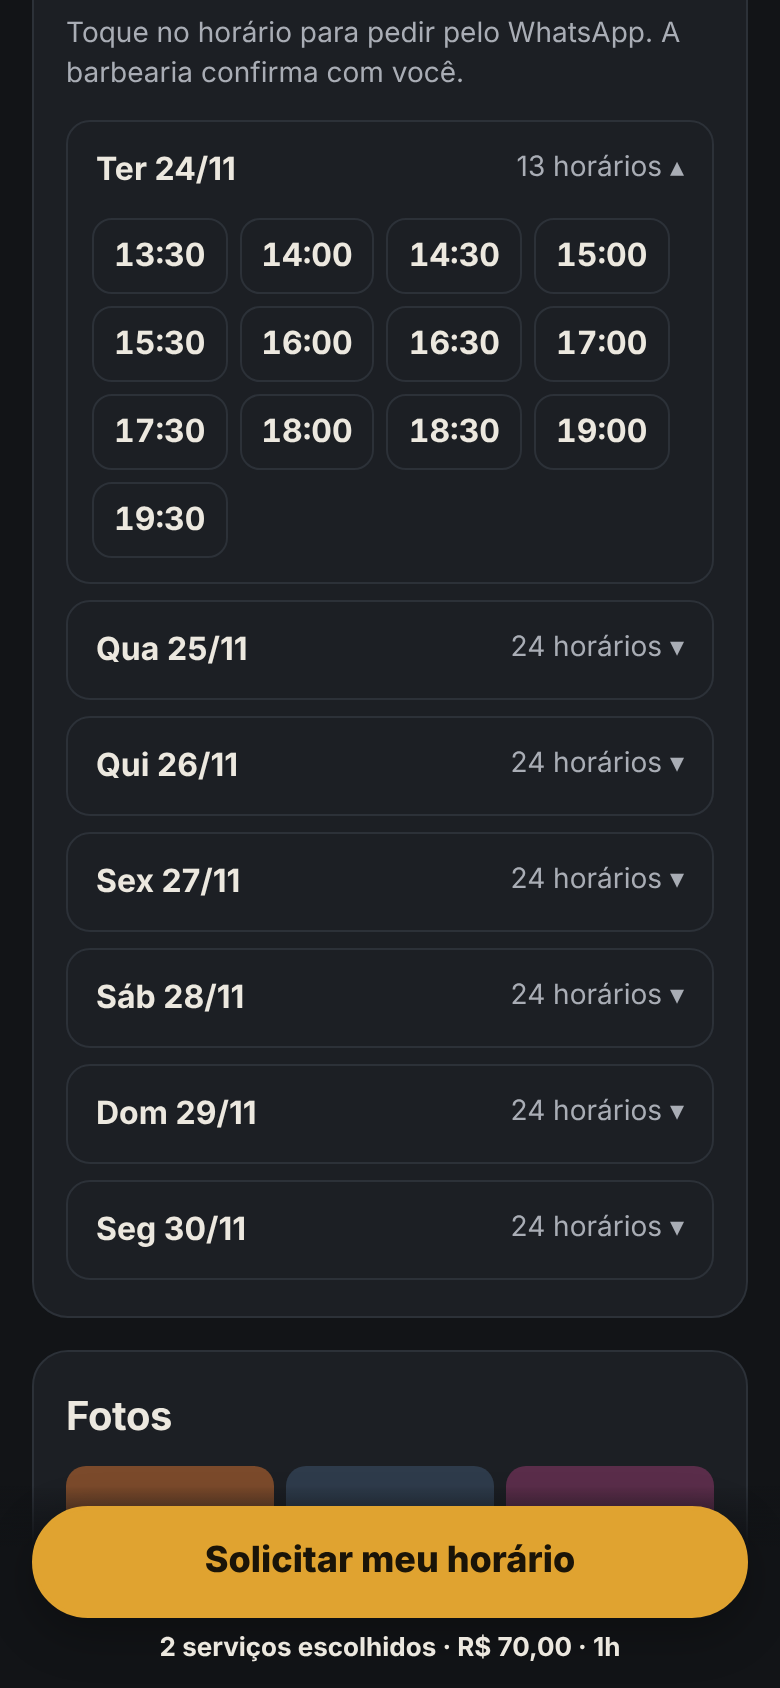 Toque no horário para pedir pelo WhatsApp. A
barbearia confirma com você.
Ter 24/11 13 horários ▴
13:30 14:00 14:30 15:00
15:30 16:00 16:30 17:00
17:30 18:00 18:30 19:00
19:30
Qua 25/11 24 horários ▾
Qui 26/11 24 horários ▾
Sex 27/11 24 horários ▾
Sáb 28/11 24 horários ▾
Dom 29/11 24 horários ▾
Seg 30/11 24 horários ▾
Fotos
Solicitar meu horário
2 serviços escolhidos · R$ 70,00 · 1h